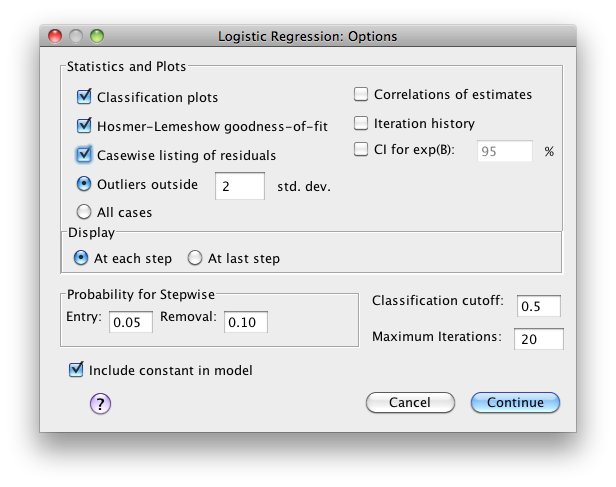 Logistic Regression: Options
Statistics and Plots
Classification plots
Correlations of estimates
Hosmer-Lemeshow goodness-of-fit
Iteration history
Casewise listing of residuals
CI for exp(B): 95 %
Outliers outside 2 std. dev.
All cases
Display
At each step At last step
Probability for Stepwise
Entry: 0.05 Removal: 0.10
Classification cutoff: 0.5
Maximum Iterations: 20
Include constant in model
? Cancel Continue